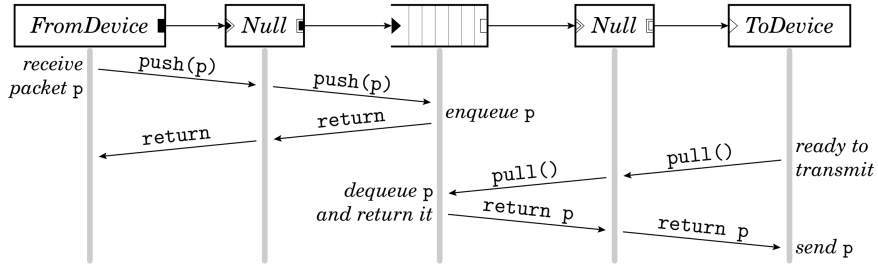 FromDevice
Null
Null
ToDevice
receive
packet p
push(p)
push(p)
enqueue p
return
return
ready to
transmit
pull()
pull()
dequeue p
and return it
return p
return p
send p